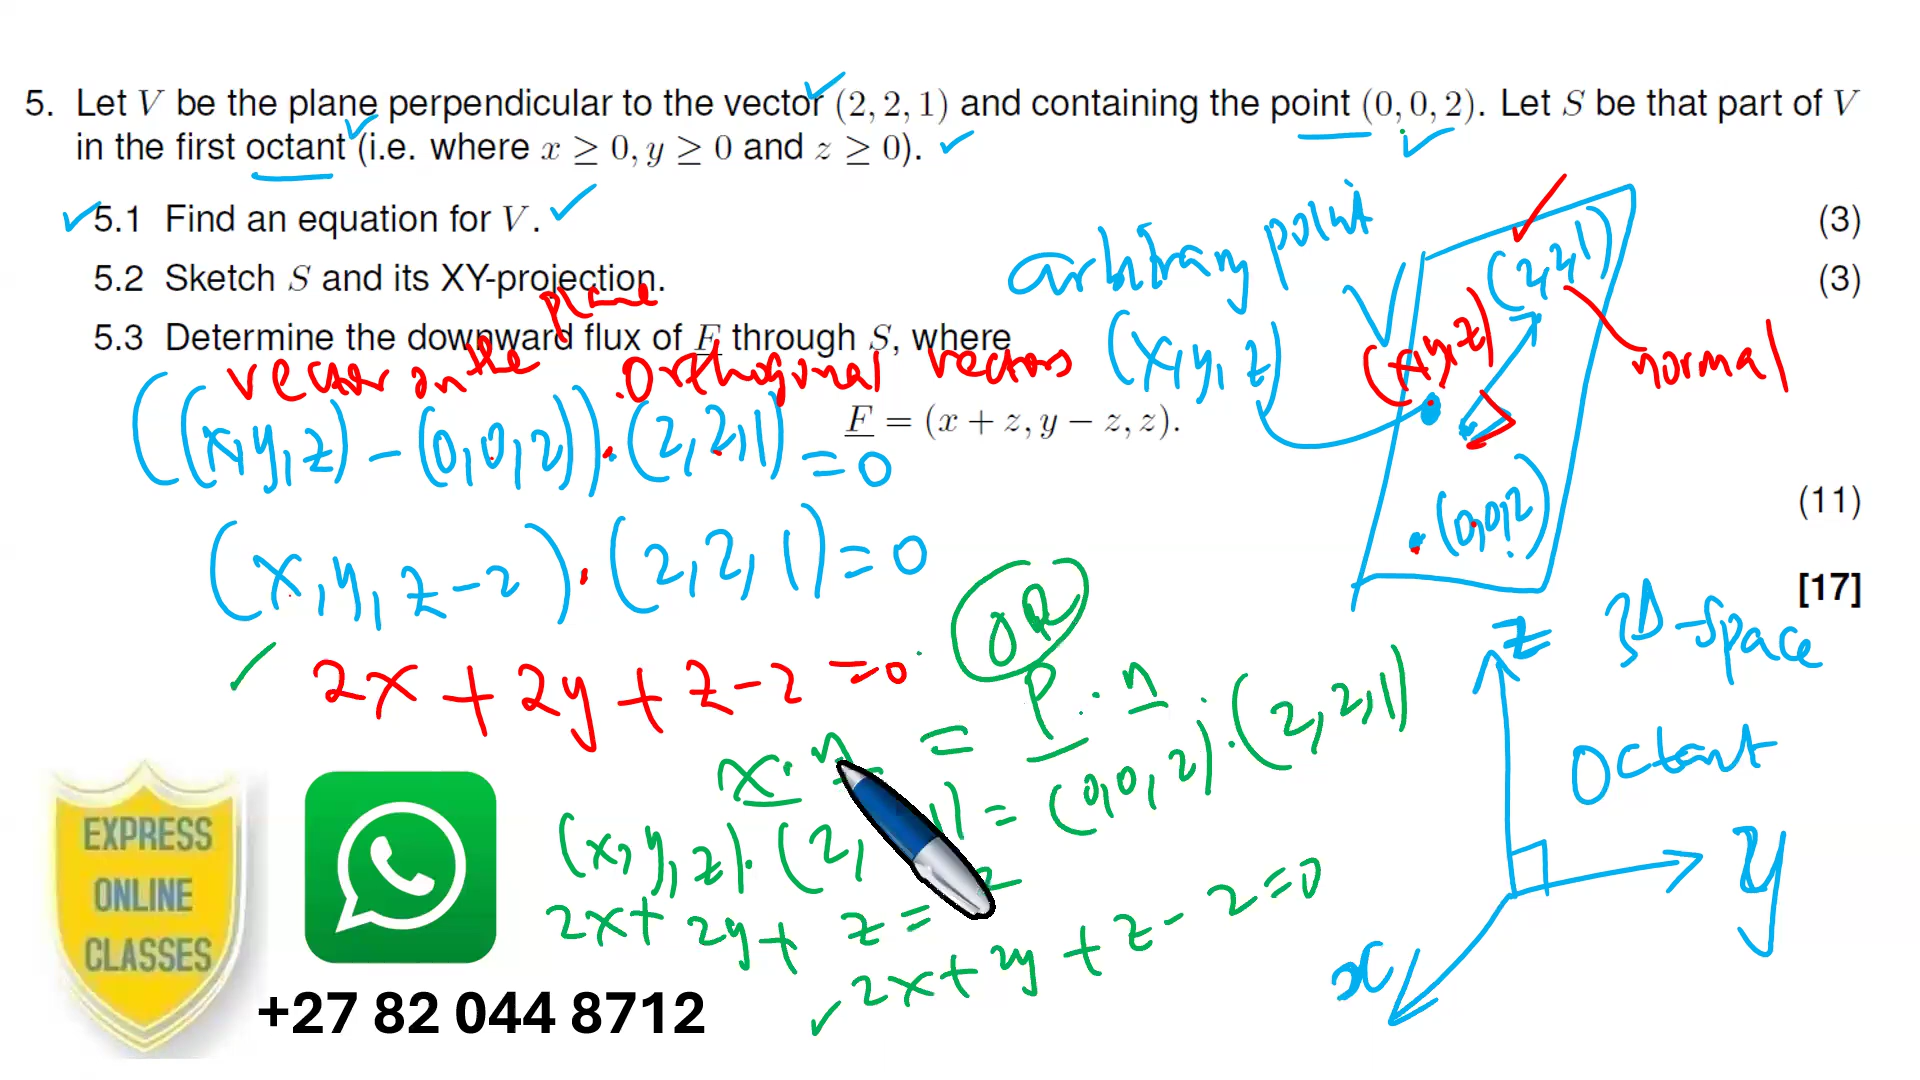 5. Let V be the plane perpendicular to the vector (2, 2, 1) and containing the point (0, 0, 2). Let S be that part of V
in the first octant (i.e. where x ≥ 0, y ≥ 0 and z ≥ 0).
5.1 Find an equation for V. (3)
5.2 Sketch S and its XY-projection. (3)
5.3 Determine the downward flux of F through S, where
F = (x + z, y − z, z).
(11)
[17]
vector on the plane
orthogonal vectors
((x,y,z) - (0,0,2)) · (2,2,1) = 0
(x,y,z-2) · (2,2,1) = 0
2x + 2y + z - 2 = 0
OR
x · n = p · n
(x,y,z) · (2, 1) = (0,0,2) · (2,2,1)
2x + 2y + z =
2x + 2y + z - 2 = 0
arbitrary point
(x,y,z)
V
(2,2,1)
(x,y,z)
normal
(0,0,2)
3D-space
z
octant
y
x
EXPRESS
ONLINE
CLASSES
+27 82 044 8712